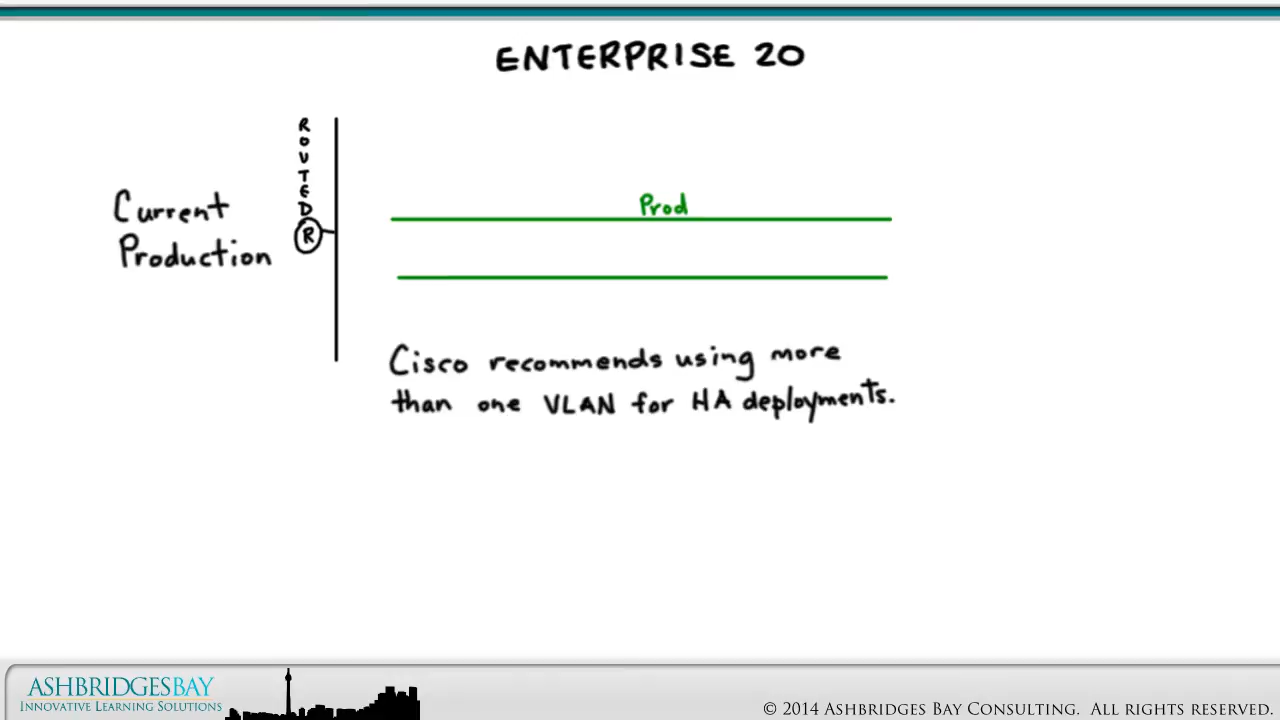 ENTERPRISE 20
ROUTED
R
Current
Production
Prod
Cisco recommends using more
than one VLAN for HA deployments.
ASHBRIDGESBAY
INNOVATIVE LEARNING SOLUTIONS
© 2014 ASHBRIDGES BAY CONSULTING. ALL RIGHTS RESERVED.